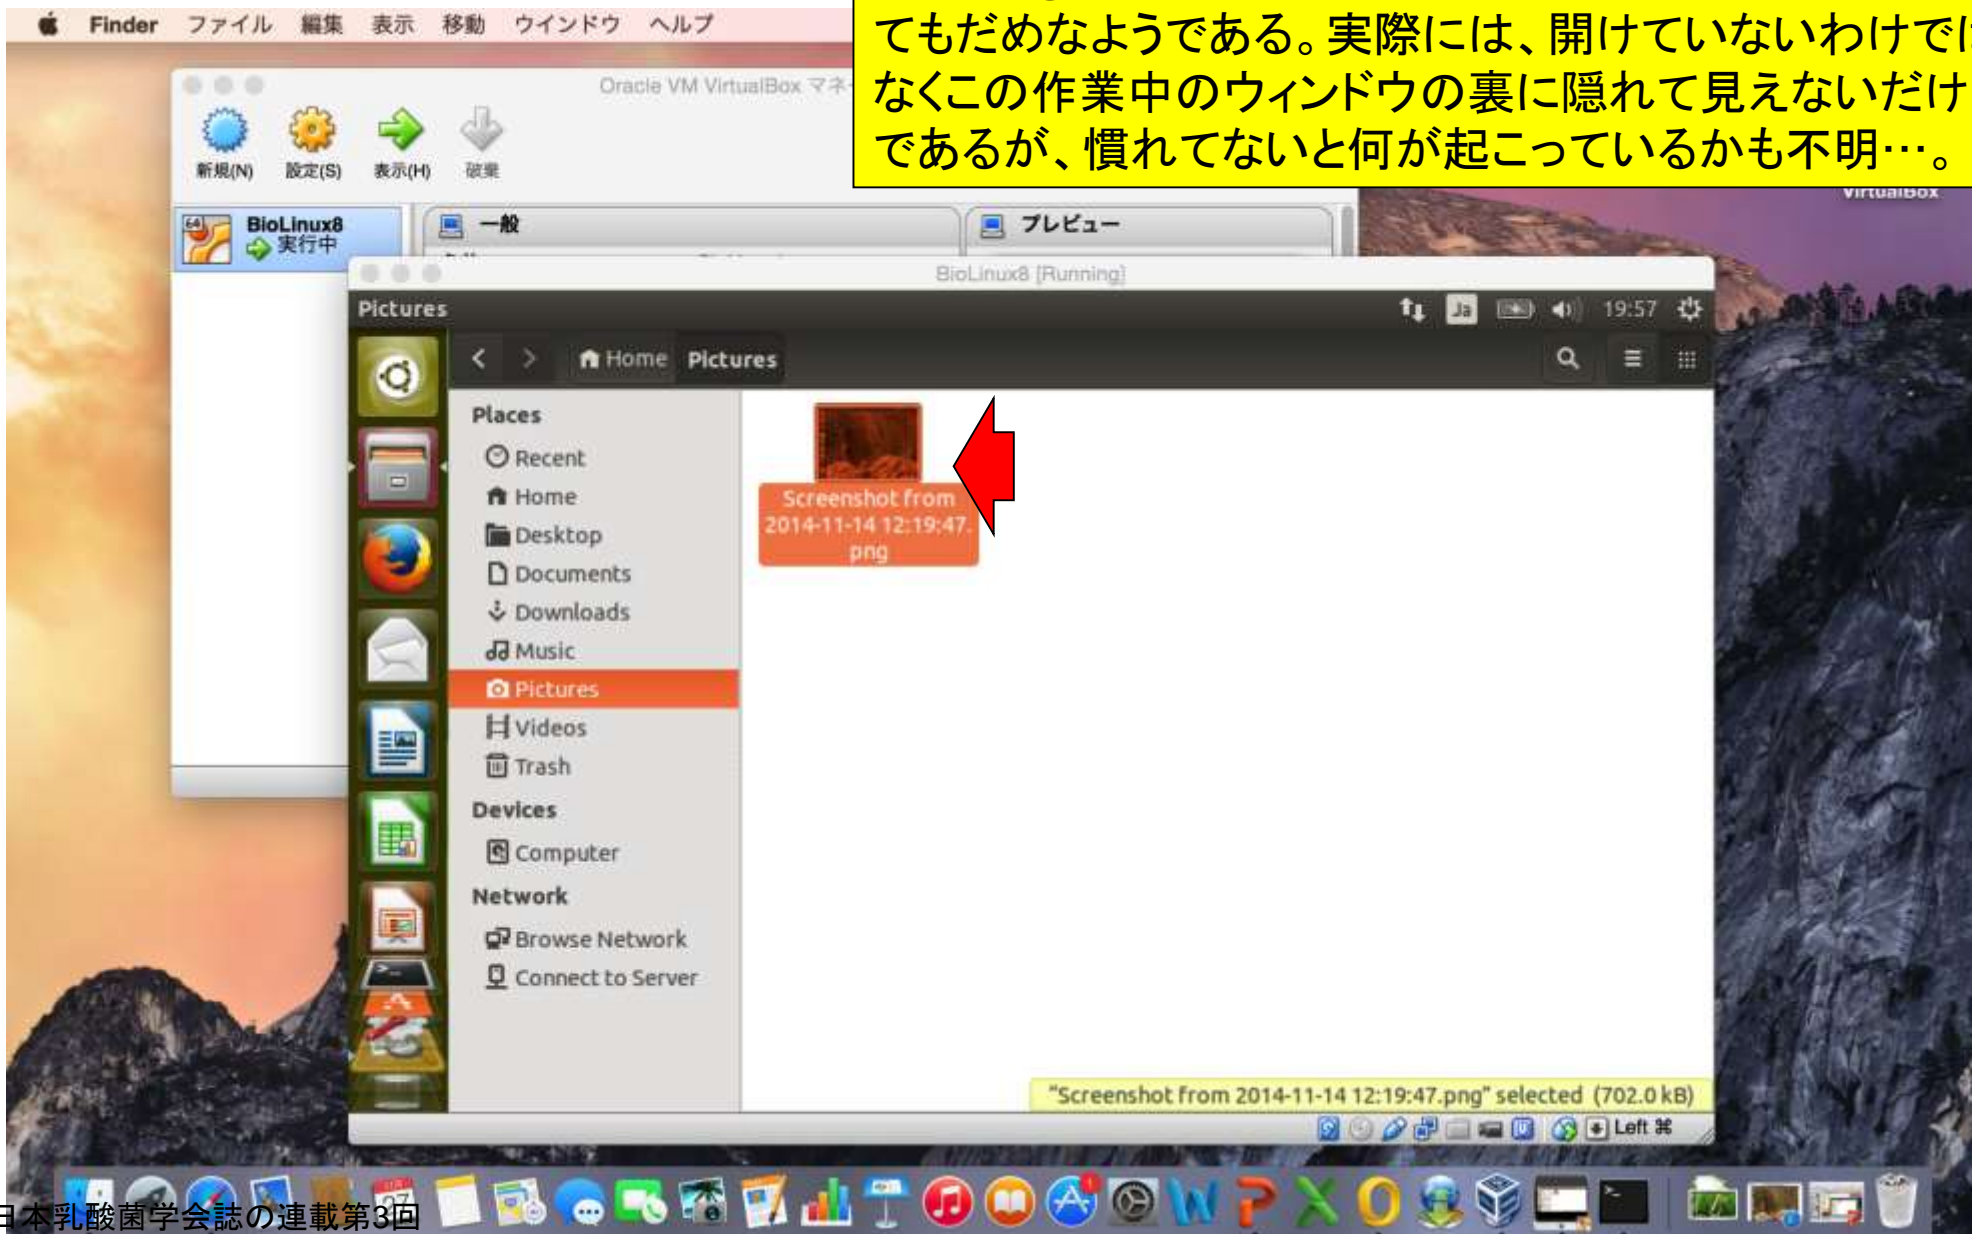 Finder ファイル 編集 表示 移動 ウインドウ ヘルプ
てもだめなようである。実際には、開けていないわけでは
なくこの作業中のウィンドウの裏に隠れて見えないだけ
であるが、慣れてないと何が起こっているかも不明…。
Oracle VM VirtualBox マネ
新規(N) 設定(S) 表示(H) 破棄
VirtualBox
64
BioLinux8
実行中
一般
プレビュー
BioLinux8 [Running]
Pictures
Ja
19:57
Home Pictures
Places
Recent
Home
Desktop
Documents
Downloads
Music
Pictures
Videos
Trash
Devices
Computer
Network
Browse Network
Connect to Server
Screenshot from
2014-11-14 12:19:47.
png
"Screenshot from 2014-11-14 12:19:47.png" selected (702.0 kB)
Left ⌘
日本乳酸菌学会誌の連載第3回